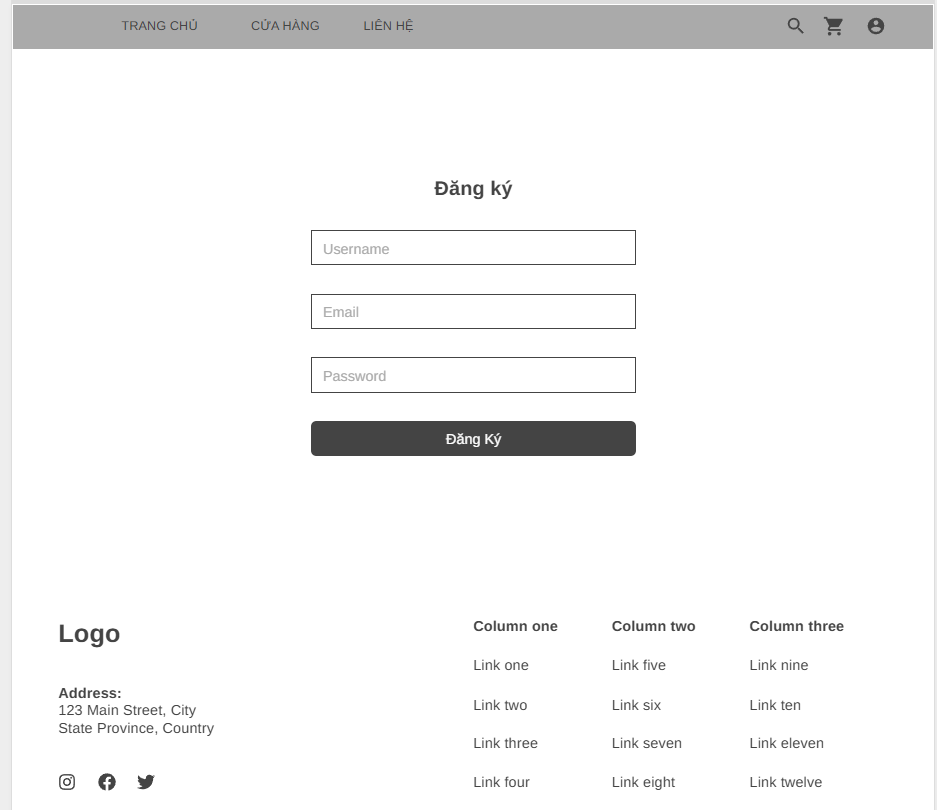 TRANG CHỦ CỬA HÀNG LIÊN HỆ
Đăng ký
Username
Email
Password
Đăng Ký
Logo
Address:
123 Main Street, City
State Province, Country
Column one
Link one
Link two
Link three
Link four
Column two
Link five
Link six
Link seven
Link eight
Column three
Link nine
Link ten
Link eleven
Link twelve